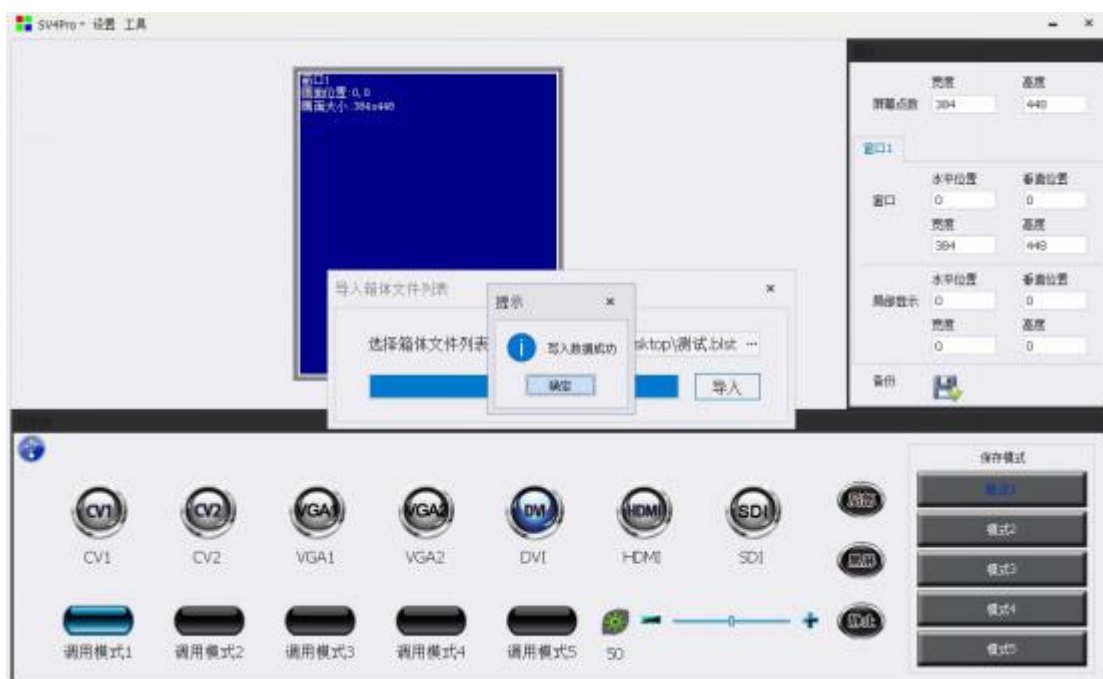 SV4Pro 设置 工具
窗口1
画面位置:0,0
画面大小:384x448
宽度 高度
屏幕点数 384 448
窗口1
水平位置 垂直位置
窗口 0 0
宽度 高度
384 448
水平位置 垂直位置
局部显示 0 0
宽度 高度
0 0
备份
导入箱体文件列表 ×
选择箱体文件列表 sktop\测试.blst ···
导入
提示 ×
写入数据成功
确定
CV1 CV2 VGA1 VGA2 DVI HDMI SDI
CV1 CV2 VGA1 VGA2 DVI HDMI SDI
调用模式1 调用模式2 调用模式3 调用模式4 调用模式5 50
保存模式
模式1
模式2
模式3
模式4
模式5